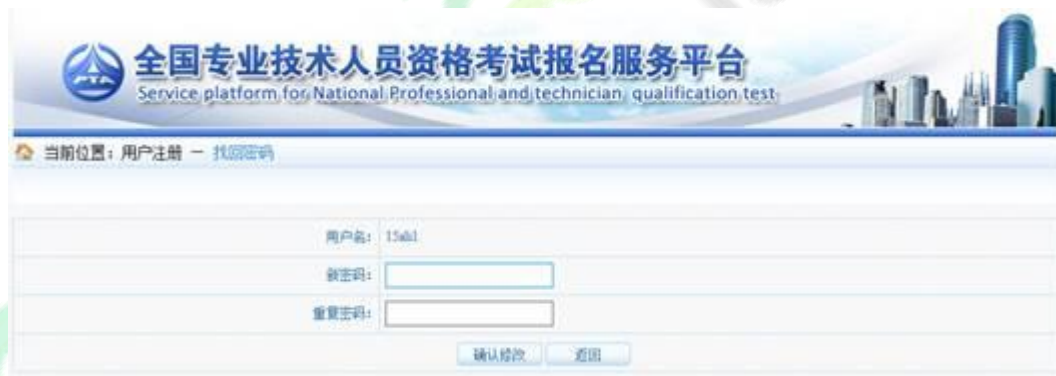 全国专业技术人员资格考试报名服务平台
Service platform for National Professional and technician qualification test
当前位置：用户注册 － 找回密码
用户名：
新密码：
重复密码：
确认修改 返回